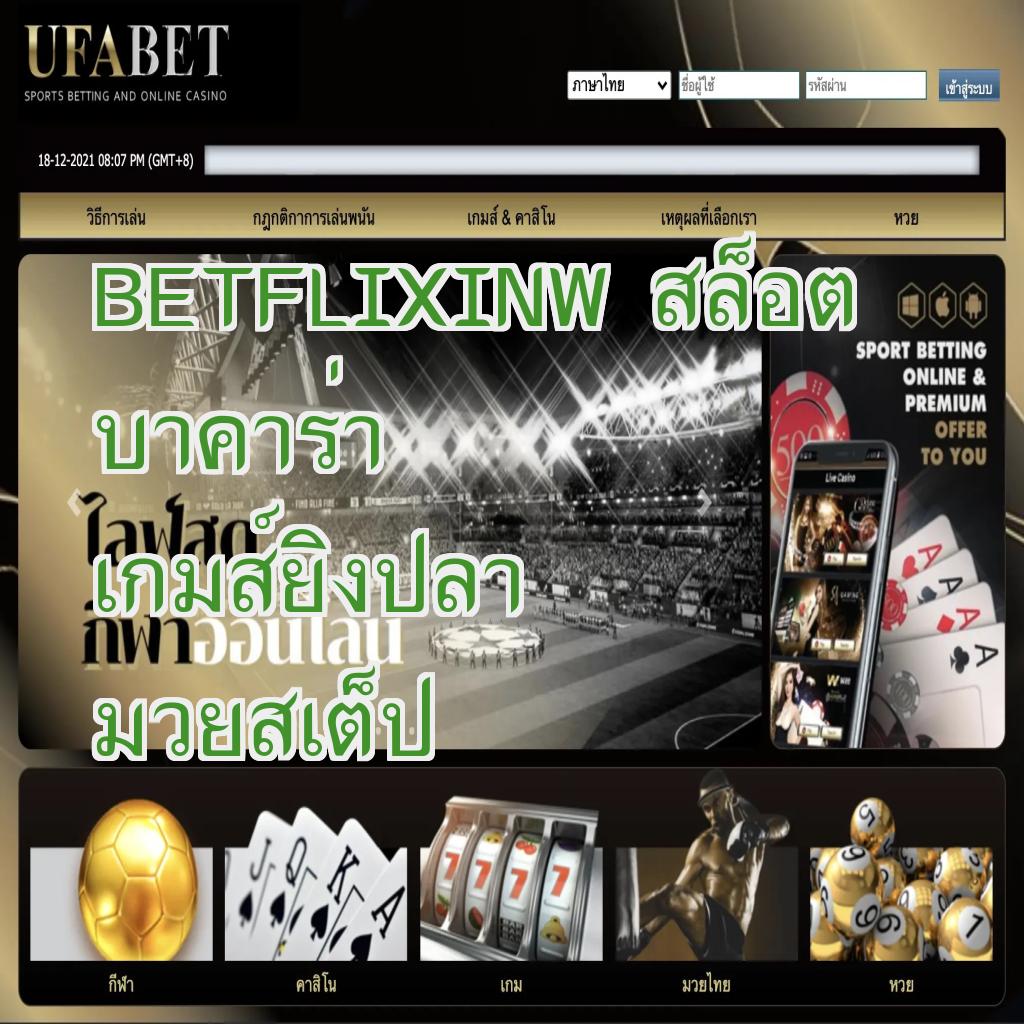 UFABET
SPORTS BETTING AND ONLINE CASINO
ภาษาไทย ชื่อผู้ใช้ รหัสผ่าน เข้าสู่ระบบ
18-12-2021 08:07 PM (GMT+8)
วิธีการเล่น กฎกติกาการเล่นพนัน เกมส์ & คาสิโน เหตุผลที่เลือกเรา หวย
BETFLIXINW สล็อต
บาคาร่า
เกมส์ยิงปลา
มวยสเต็ป
ไลฟ์สด
กีฬาออนไลน์
SPORT BETTING
ONLINE &
PREMIUM
OFFER
TO YOU
500
Live Casino
A
A
A
A
J Q K A
7 7 7 7
กีฬา คาสิโน เกม มวยไทย หวย